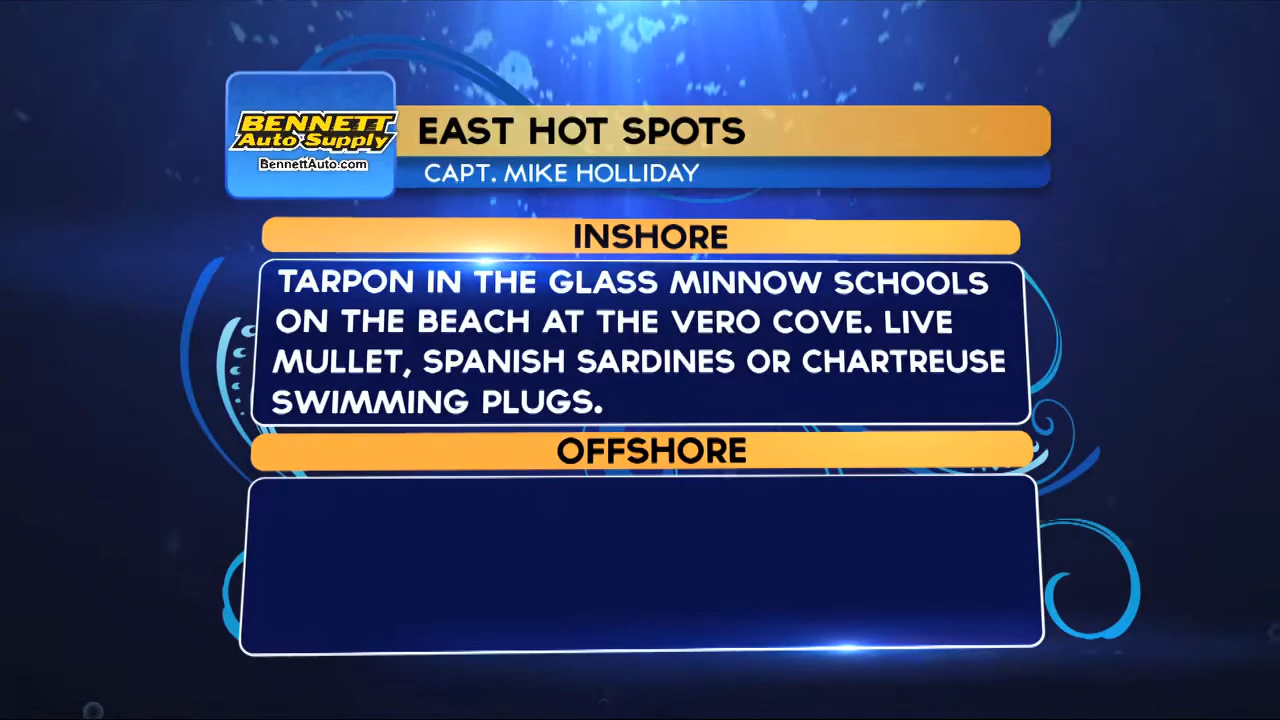 BENNETT
Auto Supply
BennettAuto.com
EAST HOT SPOTS
CAPT. MIKE HOLLIDAY
INSHORE
TARPON IN THE GLASS MINNOW SCHOOLS
ON THE BEACH AT THE VERO COVE. LIVE
MULLET, SPANISH SARDINES OR CHARTREUSE
SWIMMING PLUGS.
OFFSHORE